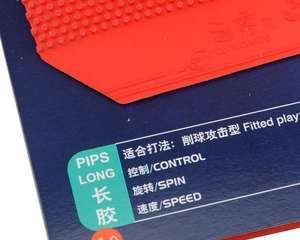 PIPS
LONG
长
胶
适合打法：削球攻击型 Fitted play
控制/CONTROL
旋转/SPIN
速度/SPEED